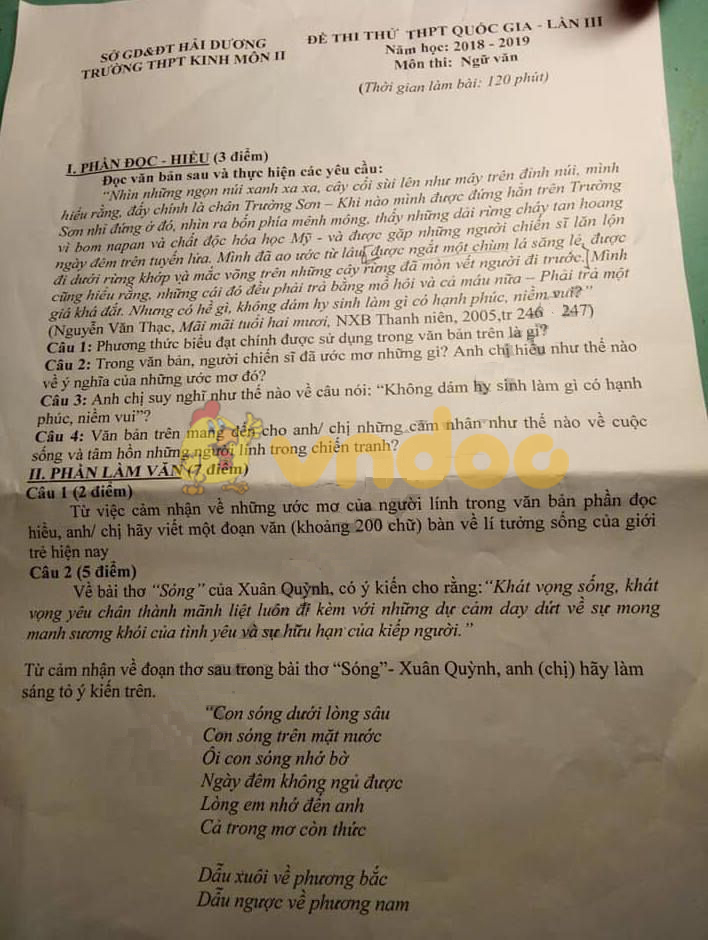 SỞ GD&ĐT HẢI DƯƠNG
TRƯỜNG THPT KINH MÔN II
ĐỀ THI THỬ THPT QUỐC GIA - LẦN III
Năm học: 2018 - 2019
Môn thi: Ngữ văn
(Thời gian làm bài: 120 phút)
I. PHẦN ĐỌC - HIỂU (3 điểm)
Đọc văn bản sau và thực hiện các yêu cầu:
"Nhìn những ngọn núi xanh xa xa, cây cối sùi lên như mây trên đỉnh núi, mình
hiểu rằng, đấy chính là chân Trường Sơn – Khi nào mình được đứng hẳn trên Trường
Sơn nhỉ đứng ở đó, nhìn ra bốn phía mênh mông, thấy những dải rừng cháy tan hoang
vì bom napan và chất độc hóa học Mỹ - và được gặp những người chiến sĩ lăn lộn
ngày đêm trên tuyến lửa. Mình đã ao ước từ lâu, được ngắt một chùm lá săng lẻ, được
đi dưới rừng khộp và mắc võng trên những cây rừng đã mòn vết người đi trước. Mình
cũng hiểu rằng, những cái đó đều phải trả bằng mồ hôi và cả máu nữa – Phải trả một
giá khá đắt. Nhưng có hề gì, không dám hy sinh làm gì có hạnh phúc, niềm vui?"
(Nguyễn Văn Thạc, Mãi mãi tuổi hai mươi, NXB Thanh niên, 2005,tr 246 - 247)
Câu 1: Phương thức biểu đạt chính được sử dụng trong văn bản trên là gì?
Câu 2: Trong văn bản, người chiến sĩ đã ước mơ những gì? Anh chị hiểu như thế nào
về ý nghĩa của những ước mơ đó?
Câu 3: Anh chị suy nghĩ như thế nào về câu nói: "Không dám hy sinh làm gì có hạnh
phúc, niềm vui"?
Câu 4: Văn bản trên mang đến cho anh/ chị những cảm nhận như thế nào về cuộc
sống và tâm hồn những người lính trong chiến tranh?
vndoc
II. PHẦN LÀM VĂN (7 điểm)
Câu 1 (2 điểm)
Từ việc cảm nhận về những ước mơ của người lính trong văn bản phần đọc
hiểu, anh/ chị hãy viết một đoạn văn (khoảng 200 chữ) bàn về lí tưởng sống của giới
trẻ hiện nay
Câu 2 (5 điểm)
Về bài thơ "Sóng" của Xuân Quỳnh, có ý kiến cho rằng: "Khát vọng sống, khát
vọng yêu chân thành mãnh liệt luôn đi kèm với những dự cảm day dứt về sự mong
manh sương khói của tình yêu và sự hữu hạn của kiếp người."
Từ cảm nhận về đoạn thơ sau trong bài thơ "Sóng"- Xuân Quỳnh, anh (chị) hãy làm
sáng tỏ ý kiến trên.
"Con sóng dưới lòng sâu
Con sóng trên mặt nước
Ôi con sóng nhớ bờ
Ngày đêm không ngủ được
Lòng em nhớ đến anh
Cả trong mơ còn thức
Dẫu xuôi về phương bắc
Dẫu ngược về phương nam